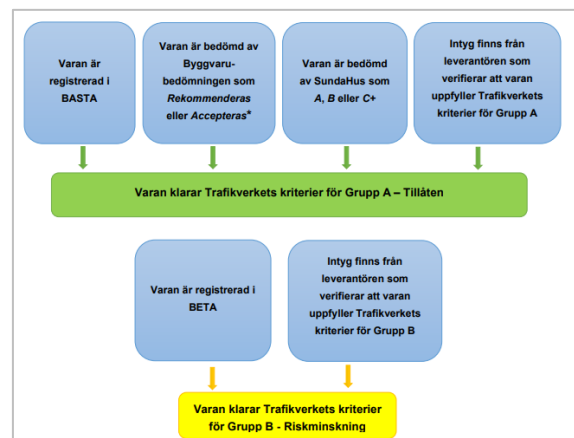 Varan är
registrerad i
BASTA
Varan är bedömd av
Byggvaru-
bedömningen som
Rekommenderas
eller Accepteras*
Varan är bedömd
av SundaHus som
A, B eller C+
Intyg finns från
leverantören som
verifierar att varan
uppfyller Trafikverkets
kriterier för Grupp A
Varan klarar Trafikverkets kriterier för Grupp A – Tillåten
Varan är registrerad i
BETA
Intyg finns från
leverantören som
verifierar att varan
uppfyller Trafikverkets
kriterier för Grupp B
Varan klarar Trafikverkets kriterier
för Grupp B - Riskminskning